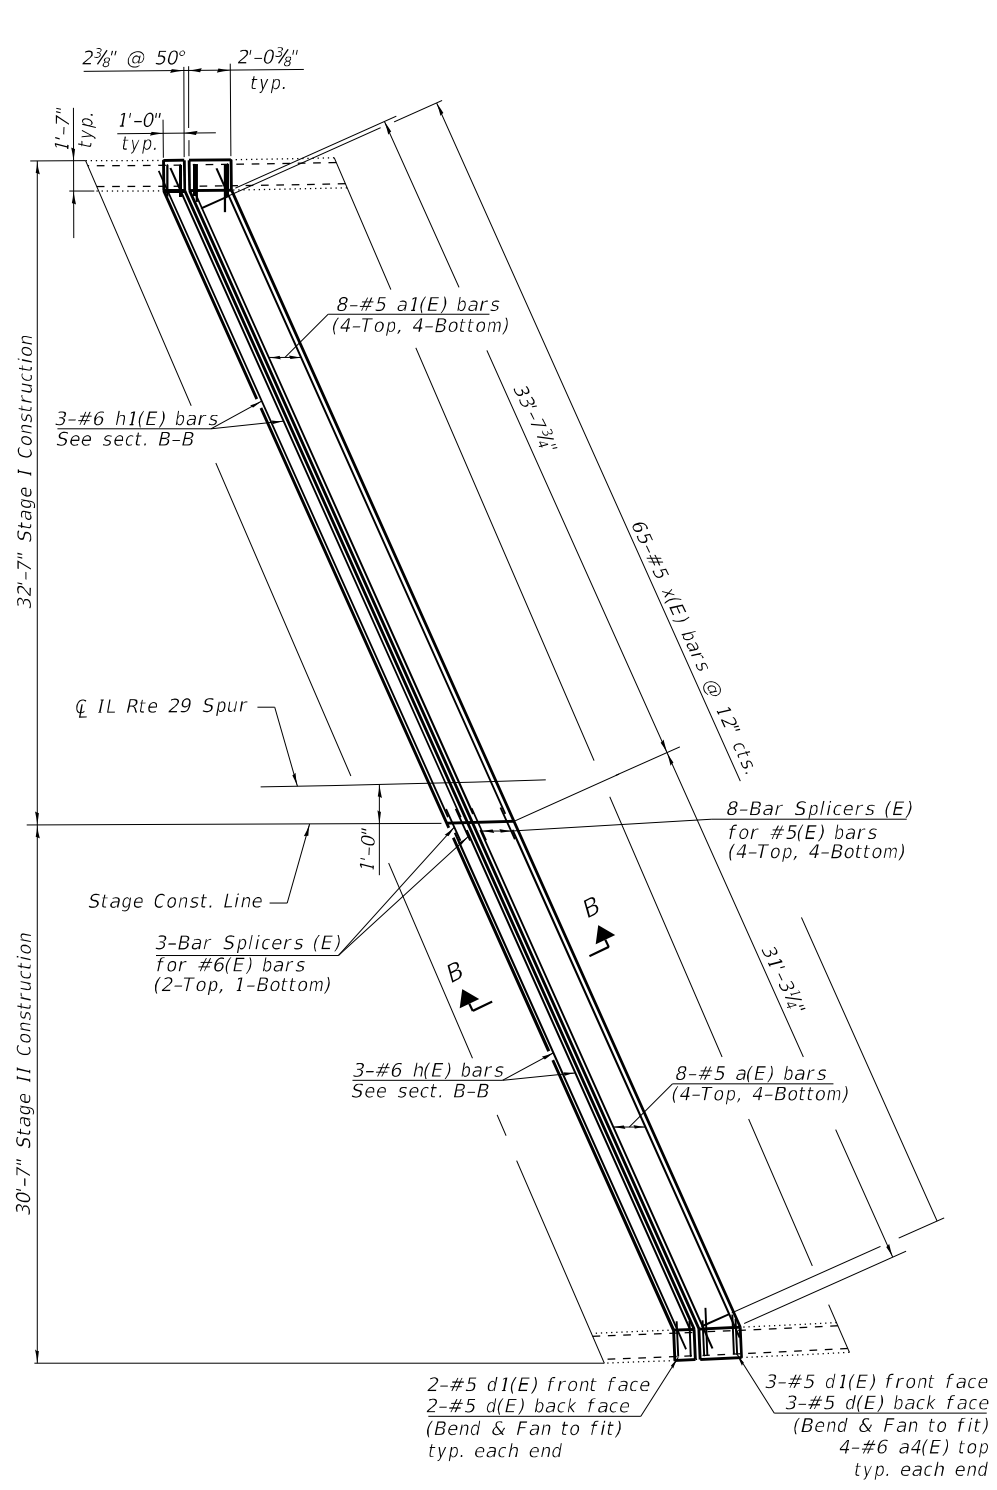 2⅜" @ 50°
2'-0⅜"
typ.
1'-7"
typ.
1'-0"
typ.
8-#5 a1(E) bars
(4-Top, 4-Bottom)
33'-7¾"
3-#6 h1(E) bars
See sect. B-B
32'-7" Stage I Construction
65-#5 x(E) bars @ 12" cts.
℄ IL Rte 29 Spur
8-Bar Splicers (E)
for #5(E) bars
(4-Top, 4-Bottom)
1'-0"
Stage Const. Line
3-Bar Splicers (E)
for #6(E) bars
(2-Top, 1-Bottom)
B
B
31'-3¼"
30'-7" Stage II Construction
3-#6 h(E) bars
See sect. B-B
8-#5 a(E) bars
(4-Top, 4-Bottom)
2-#5 d1(E) front face
2-#5 d(E) back face
(Bend & Fan to fit)
typ. each end
3-#5 d1(E) front face
3-#5 d(E) back face
(Bend & Fan to fit)
4-#6 a4(E) top
typ. each end